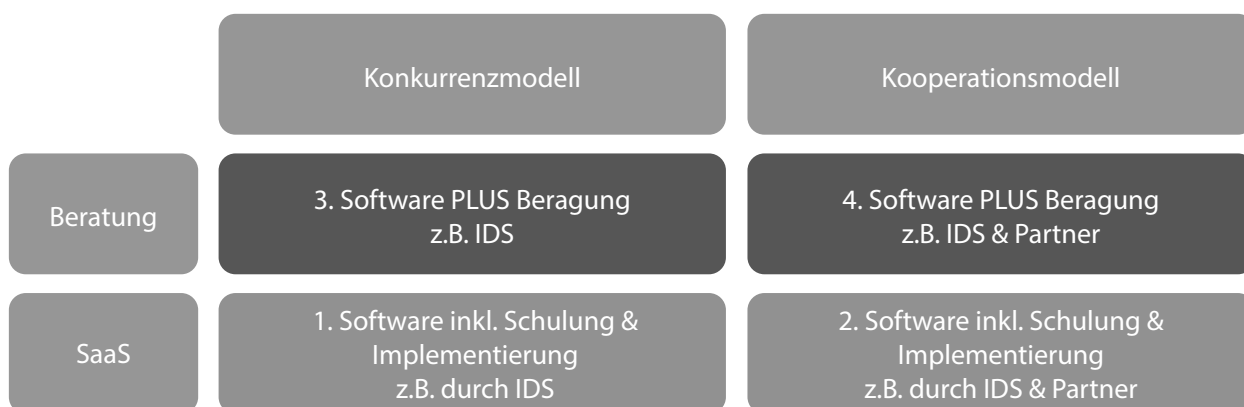 Konkurrenzmodell
Kooperationsmodell
Beratung
3. Software PLUS Beragung
z.B. IDS
4. Software PLUS Beragung
z.B. IDS & Partner
SaaS
1. Software inkl. Schulung &
Implementierung
z.B. durch IDS
2. Software inkl. Schulung &
Implementierung
z.B. durch IDS & Partner